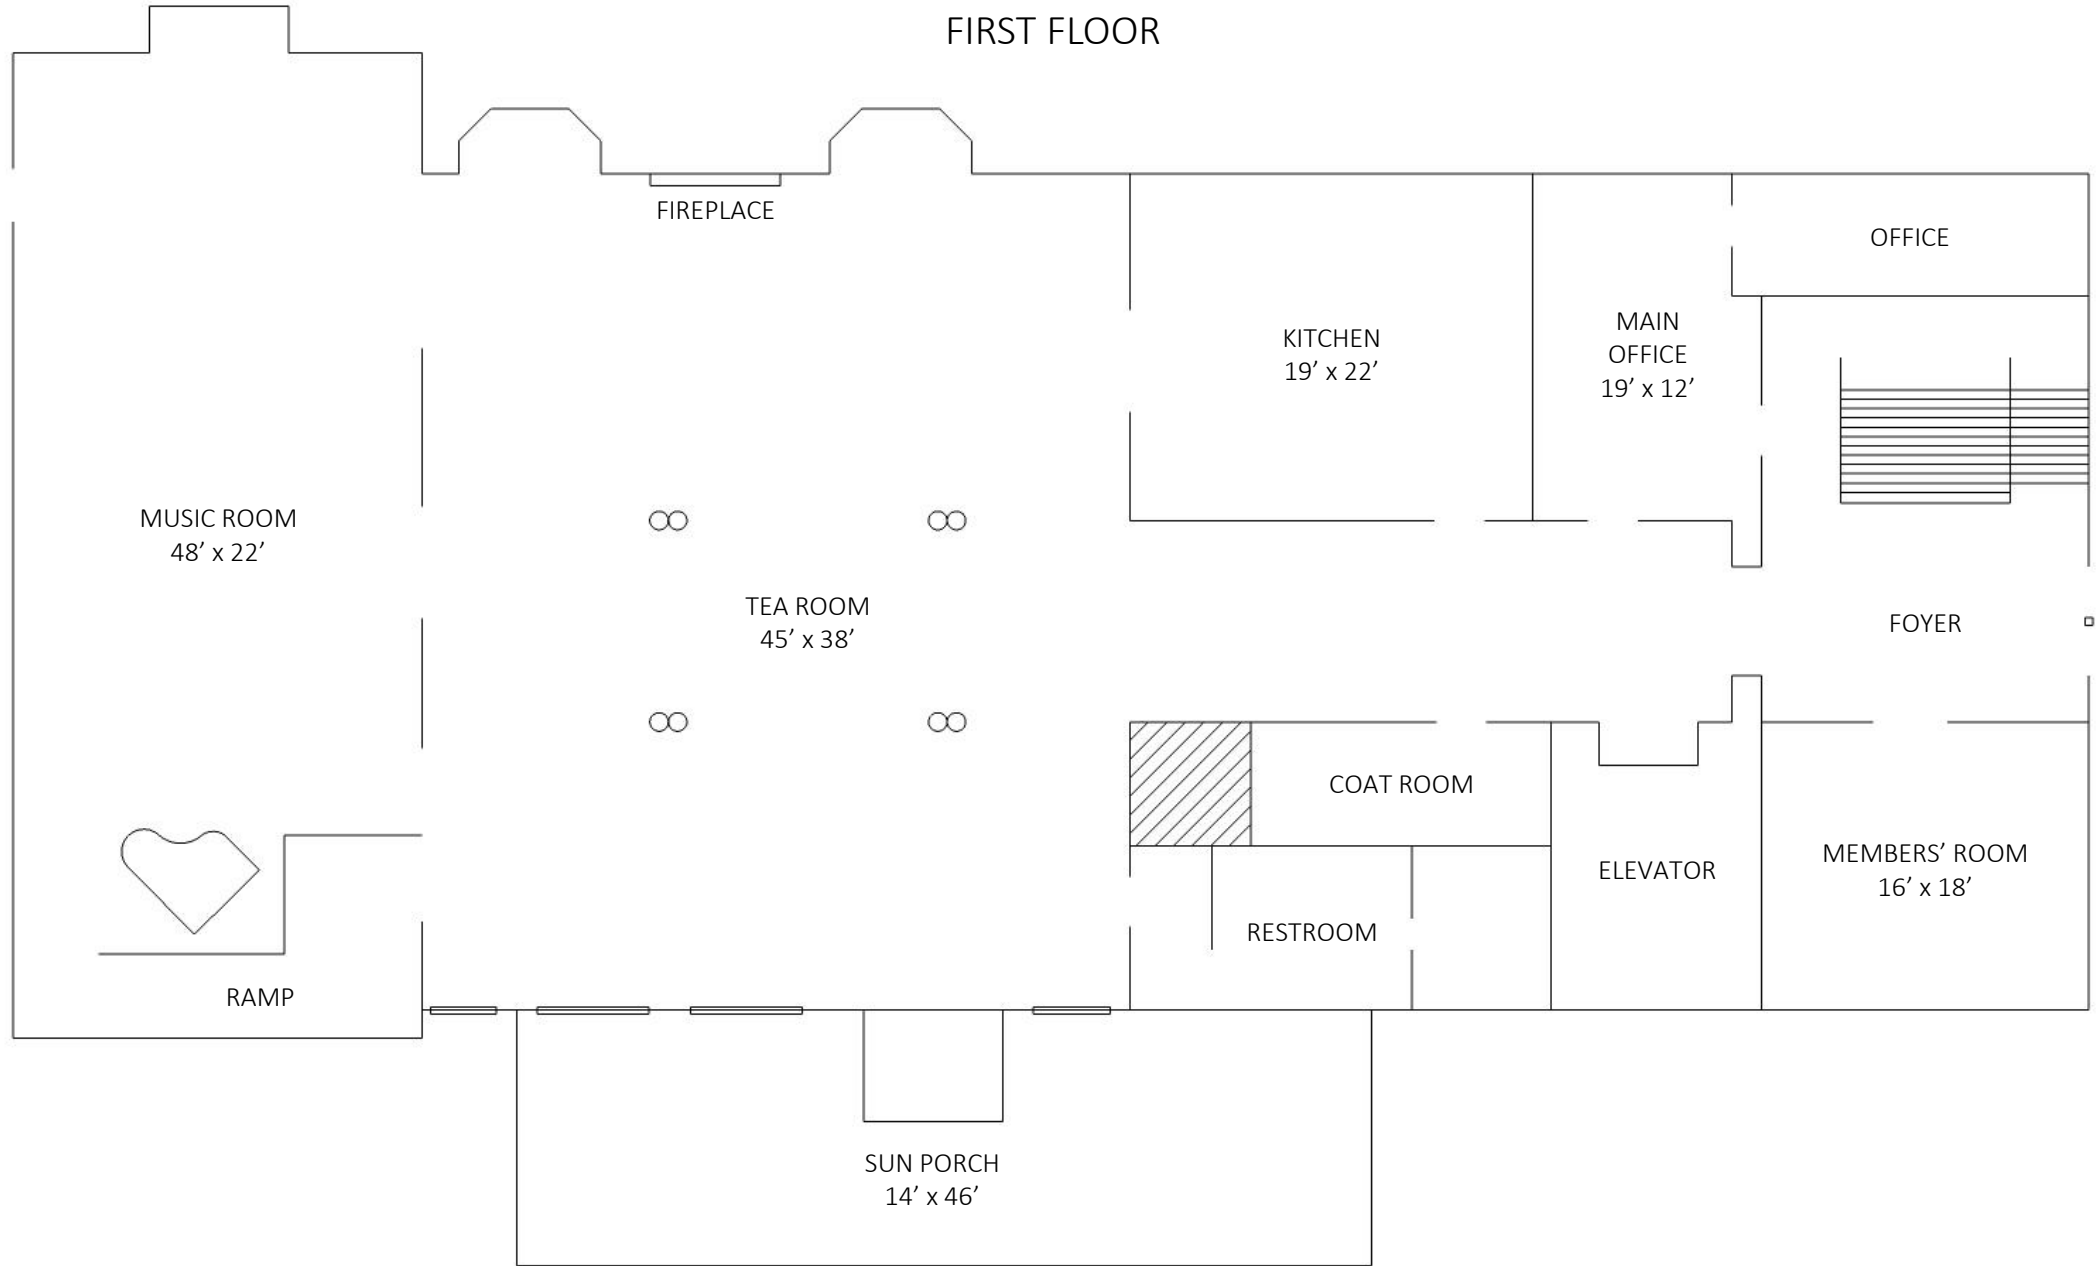 FIRST FLOOR
FIREPLACE
OFFICE
KITCHEN
19’ x 22’
MAIN
OFFICE
19’ x 12’
MUSIC ROOM
48’ x 22’
TEA ROOM
45’ x 38’
FOYER
COAT ROOM
ELEVATOR
MEMBERS’ ROOM
16’ x 18’
RESTROOM
RAMP
SUN PORCH
14’ x 46’